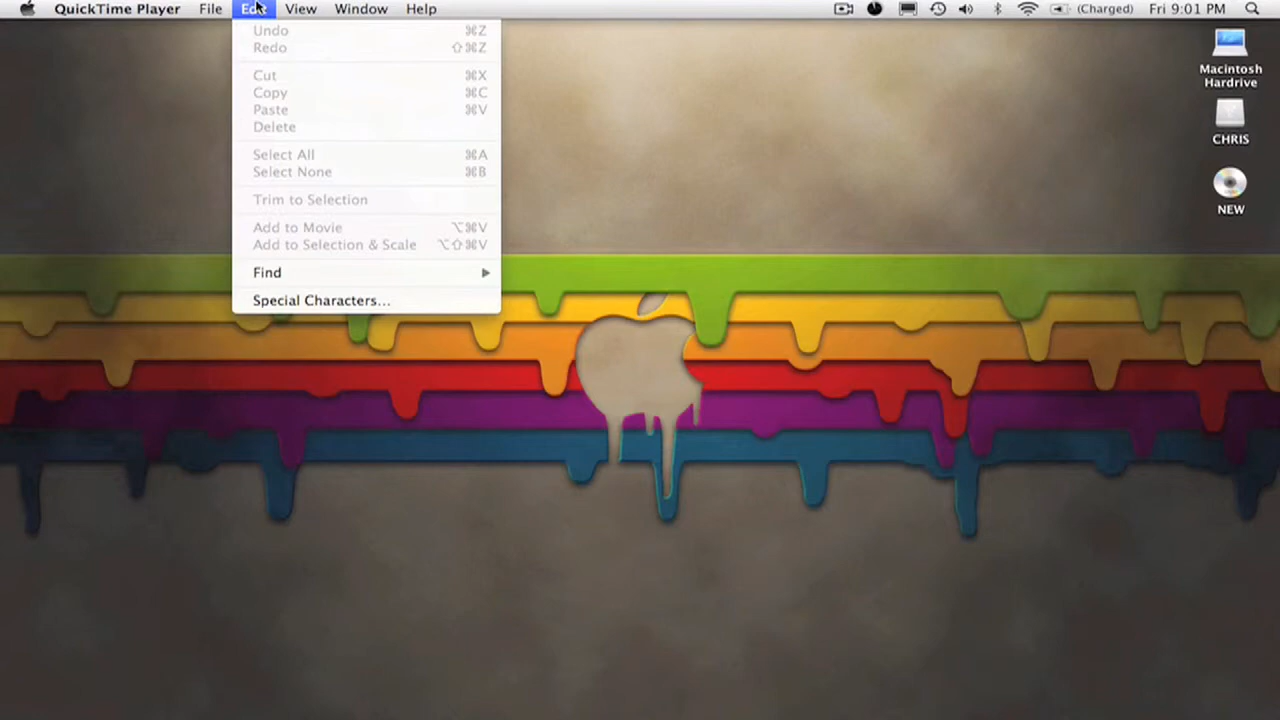 QuickTime Player File Edit View Window Help (Charged) Fri 9:01 PM
Undo ⌘Z
Redo ⇧⌘Z
Cut ⌘X
Copy ⌘C
Paste ⌘V
Delete
Select All ⌘A
Select None ⌘B
Trim to Selection
Add to Movie ⌥⌘V
Add to Selection & Scale ⌥⇧⌘V
Find
Special Characters...
Macintosh
Hardrive
CHRIS
NEW